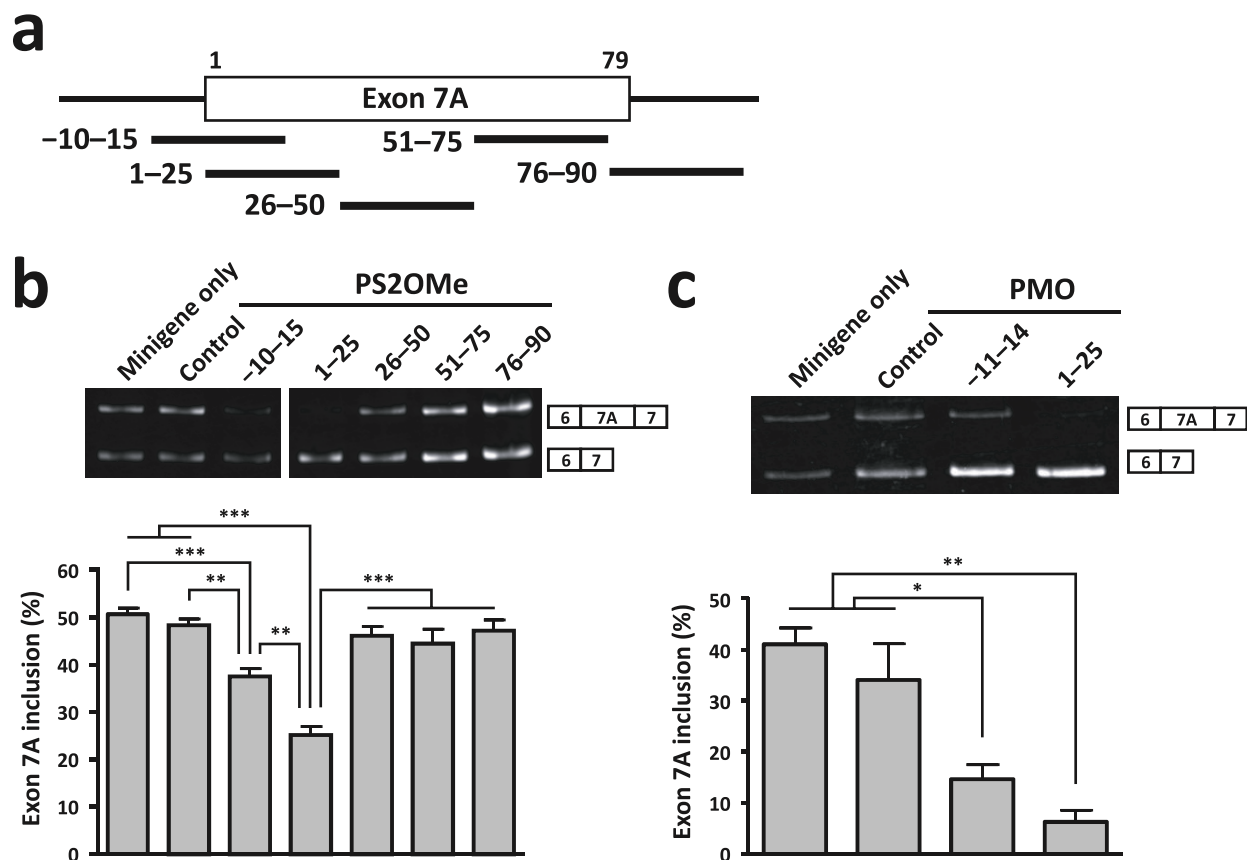 a
1 79
Exon 7A
–10–15
51–75
1–25
76–90
26–50
b
PS2OMe
Minigene only
Control
–10–15
1–25
26–50
51–75
76–90
6 7A 7
6 7
***
***
**
**
***
Exon 7A inclusion (%)
60
50
40
30
20
10
0
c
PMO
Minigene only
Control
–11–14
1–25
6 7A 7
6 7
**
*
Exon 7A inclusion (%)
50
40
30
20
10
0